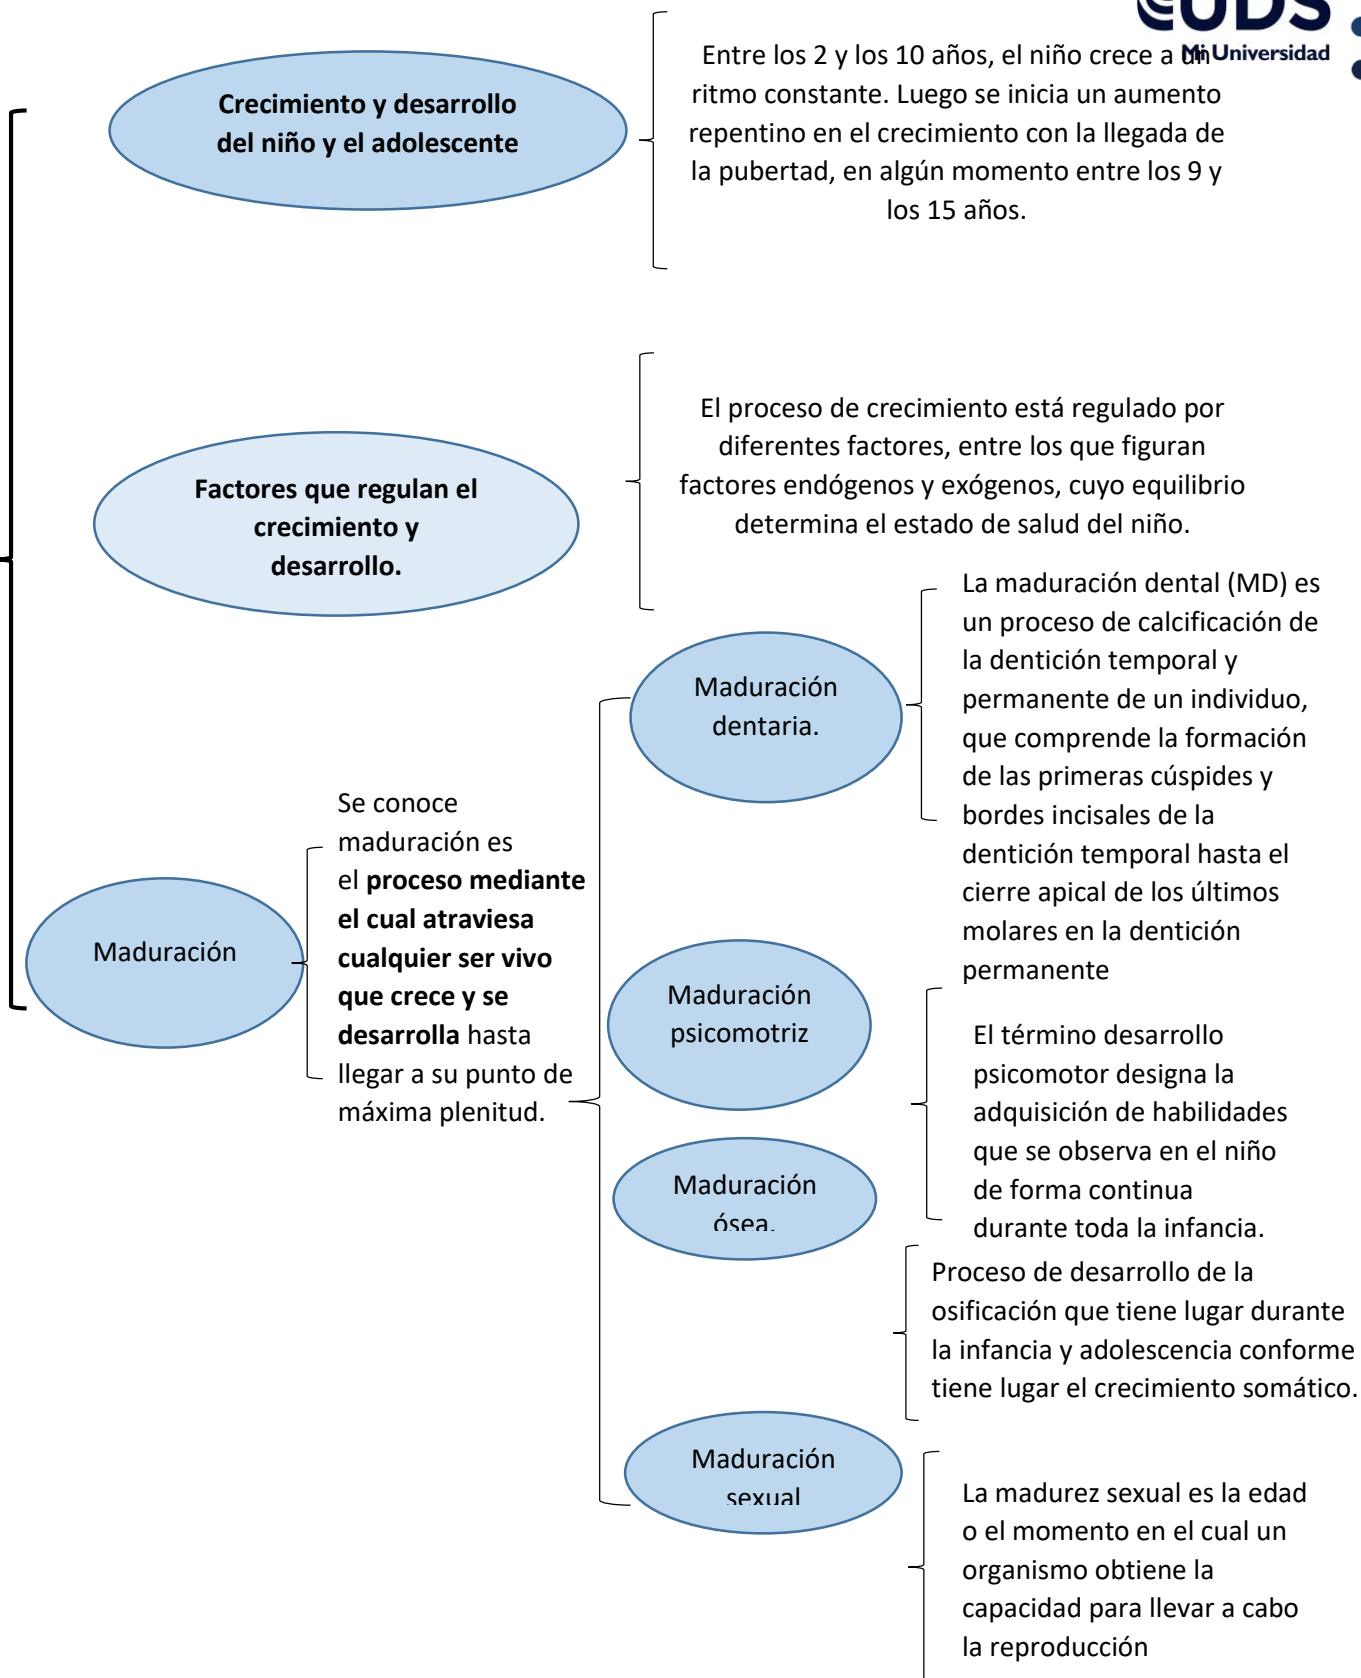 UDS
Mi Universidad
Crecimiento y desarrollo
del niño y el adolescente
Entre los 2 y los 10 años, el niño crece a un
ritmo constante. Luego se inicia un aumento
repentino en el crecimiento con la llegada de
la pubertad, en algún momento entre los 9 y
los 15 años.
Factores que regulan el
crecimiento y
desarrollo.
El proceso de crecimiento está regulado por
diferentes factores, entre los que figuran
factores endógenos y exógenos, cuyo equilibrio
determina el estado de salud del niño.
Maduración
Se conoce
maduración es
el proceso mediante
el cual atraviesa
cualquier ser vivo
que crece y se
desarrolla hasta
llegar a su punto de
máxima plenitud.
Maduración
dentaria.
La maduración dental (MD) es
un proceso de calcificación de
la dentición temporal y
permanente de un individuo,
que comprende la formación
de las primeras cúspides y
bordes incisales de la
dentición temporal hasta el
cierre apical de los últimos
molares en la dentición
permanente
Maduración
psicomotriz
El término desarrollo
psicomotor designa la
adquisición de habilidades
que se observa en el niño
de forma continua
durante toda la infancia.
Maduración
ósea.
Proceso de desarrollo de la
osificación que tiene lugar durante
la infancia y adolescencia conforme
tiene lugar el crecimiento somático.
Maduración
sexual
La madurez sexual es la edad
o el momento en el cual un
organismo obtiene la
capacidad para llevar a cabo
la reproducción